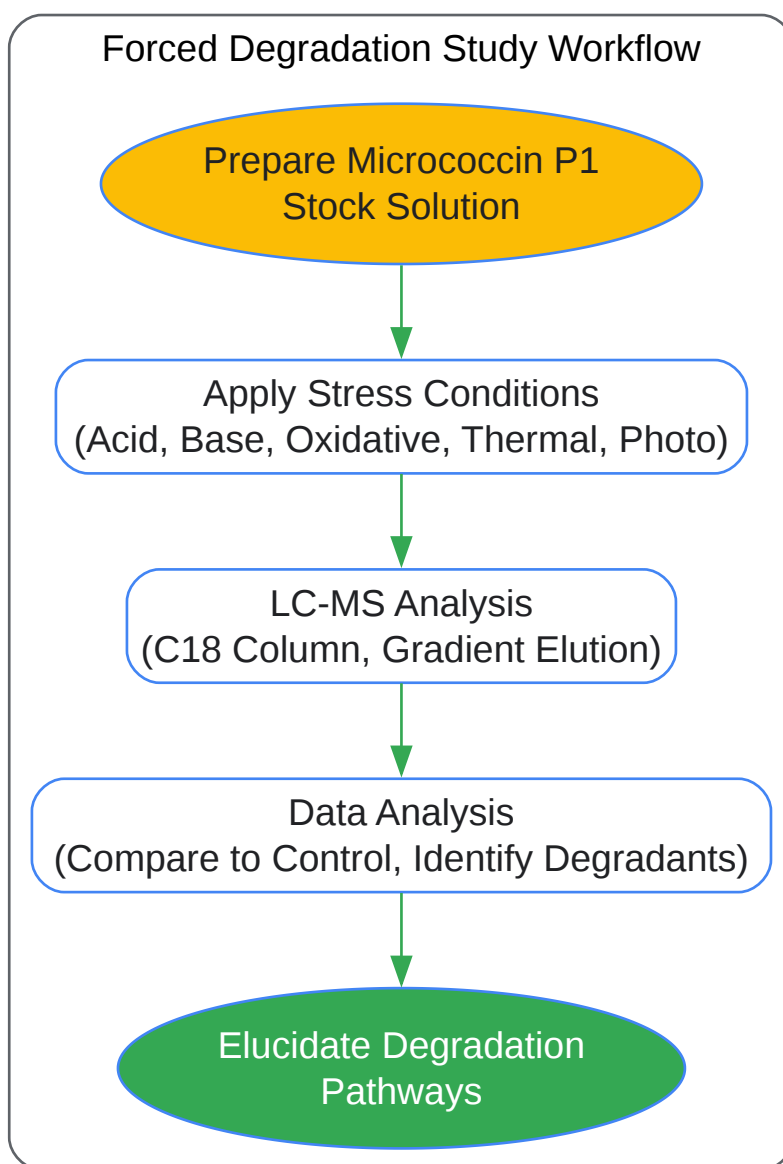 Forced Degradation Study Workflow
Prepare Micrococcin P1
Stock Solution
Apply Stress Conditions
(Acid, Base, Oxidative, Thermal, Photo)
LC-MS Analysis
(C18 Column, Gradient Elution)
Data Analysis
(Compare to Control, Identify Degradants)
Elucidate Degradation
Pathways